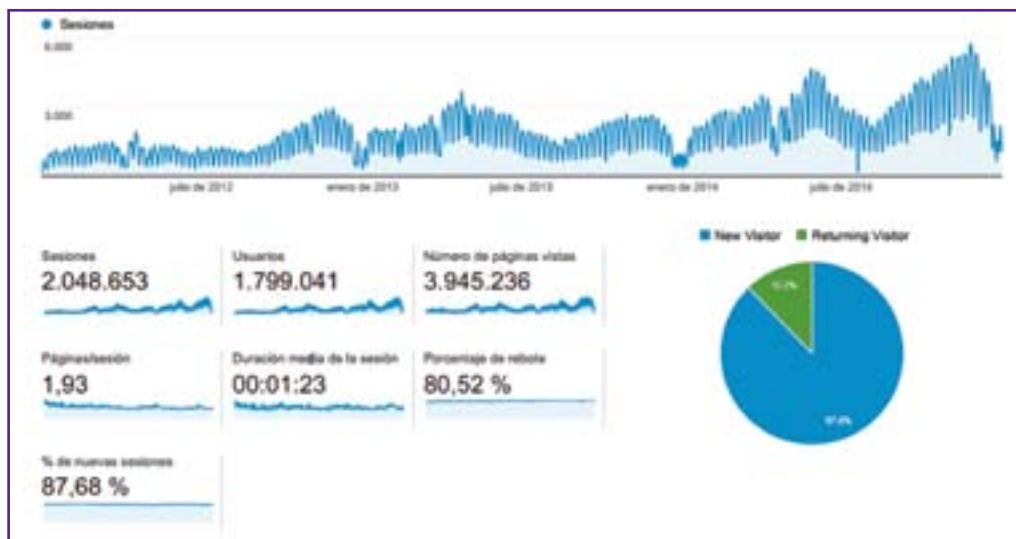 Sesiones
6.000
3.000
julio de 2012 enero de 2013 julio de 2013 enero de 2014 julio de 2014
New Visitor Returning Visitor
Sesiones Usuarios Número de páginas vistas
2.048.653 1.799.041 3.945.236
Páginas/sesión Duración media de la sesión Porcentaje de rebote
1,93 00:01:23 80,52 %
% de nuevas sesiones
87,68 %